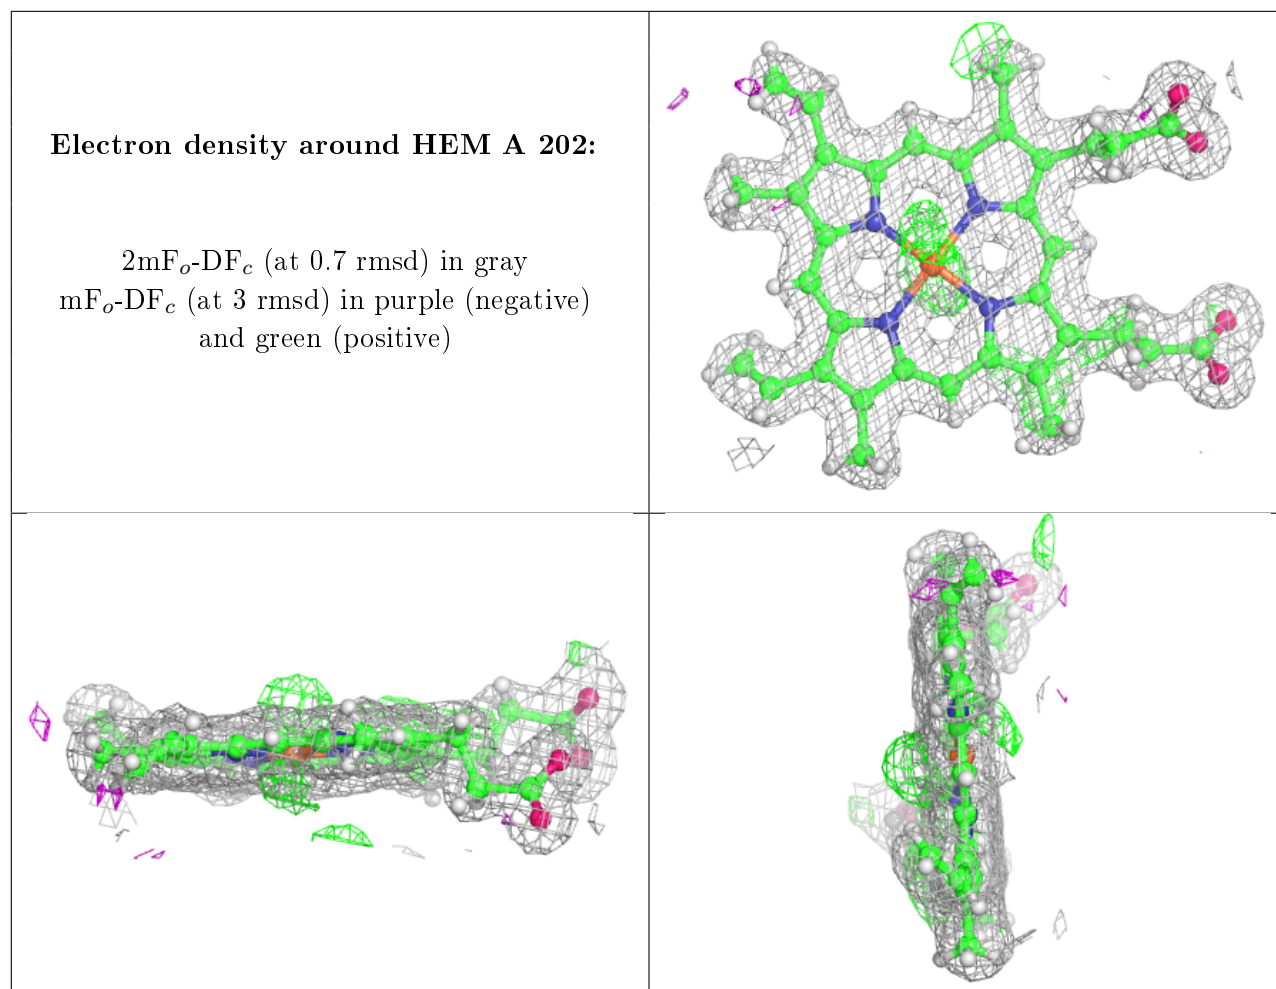 Electron density around HEM A 202:
2mFₒ-DF𝒸 (at 0.7 rmsd) in gray
mFₒ-DF𝒸 (at 3 rmsd) in purple (negative)
and green (positive)